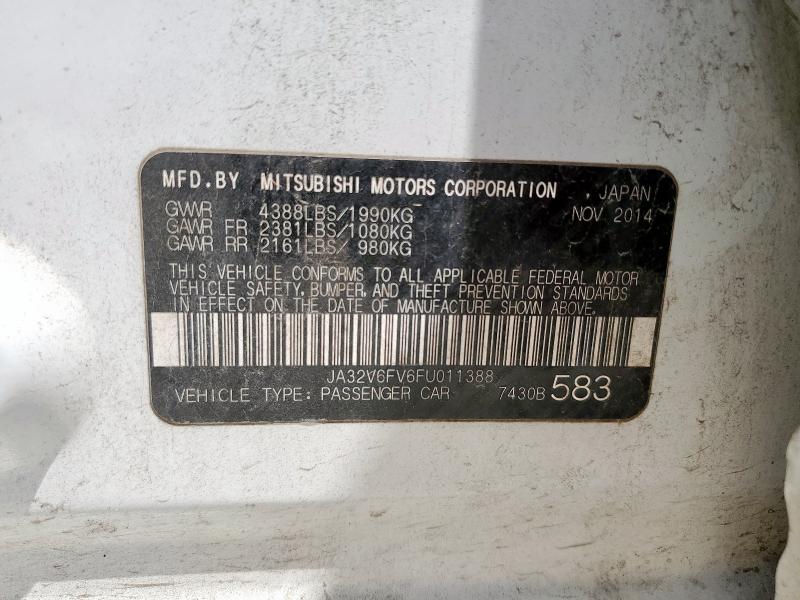 MFD.BY MITSUBISHI MOTORS CORPORATION JAPAN
GVWR 4388LBS/1990KG NOV.2014
GAWR FR 2381LBS/1080KG
GAWR RR 2161LBS/ 980KG
THIS VEHICLE CONFORMS TO ALL APPLICABLE FEDERAL MOTOR
VEHICLE SAFETY, BUMPER, AND THEFT PREVENTION STANDARDS
IN EFFECT ON THE DATE OF MANUFACTURE SHOWN ABOVE.
JA32V6FV6FU011388
VEHICLE TYPE: PASSENGER CAR 7430B 583